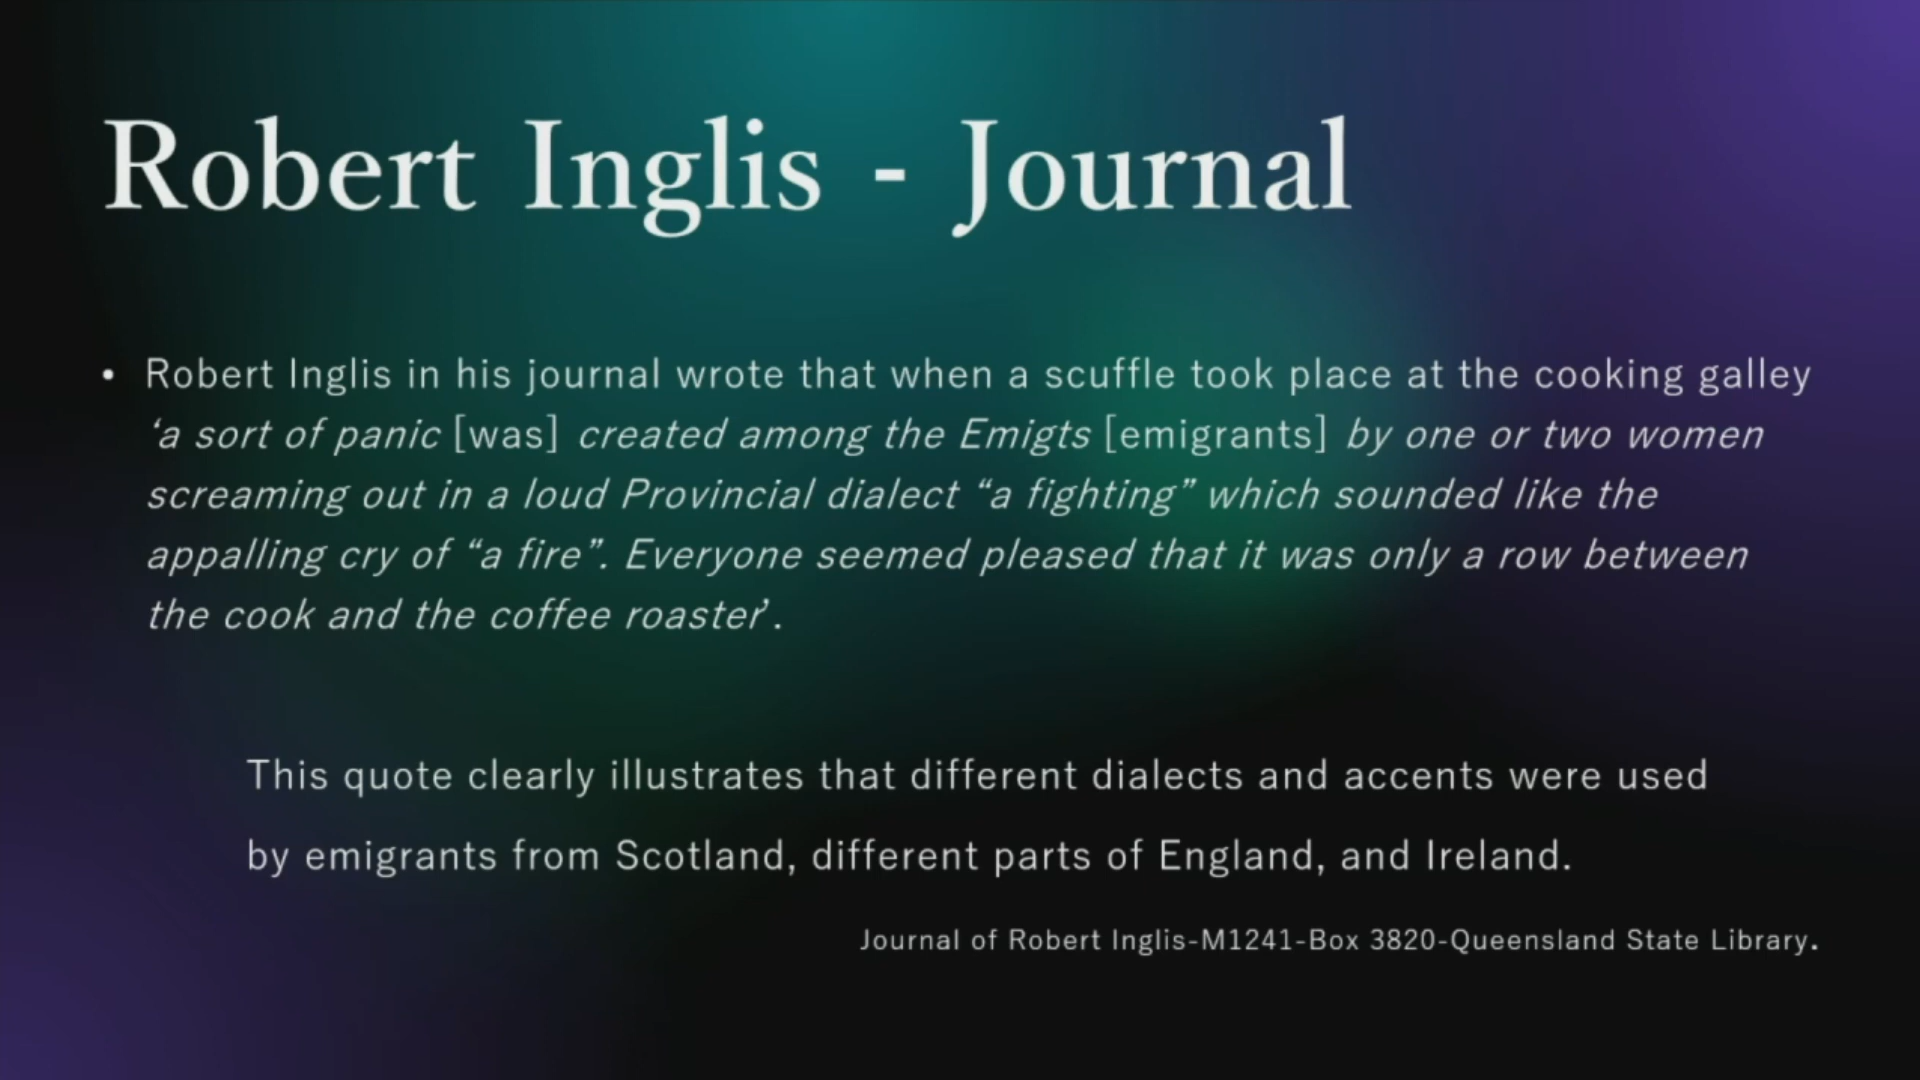 Robert Inglis - Journal
• Robert Inglis in his journal wrote that when a scuffle took place at the cooking galley
‘a sort of panic [was] created among the Emigts [emigrants] by one or two women
screaming out in a loud Provincial dialect “a fighting” which sounded like the
appalling cry of “a fire”. Everyone seemed pleased that it was only a row between
the cook and the coffee roaster’.
This quote clearly illustrates that different dialects and accents were used
by emigrants from Scotland, different parts of England, and Ireland.
Journal of Robert Inglis-M1241-Box 3820-Queensland State Library.